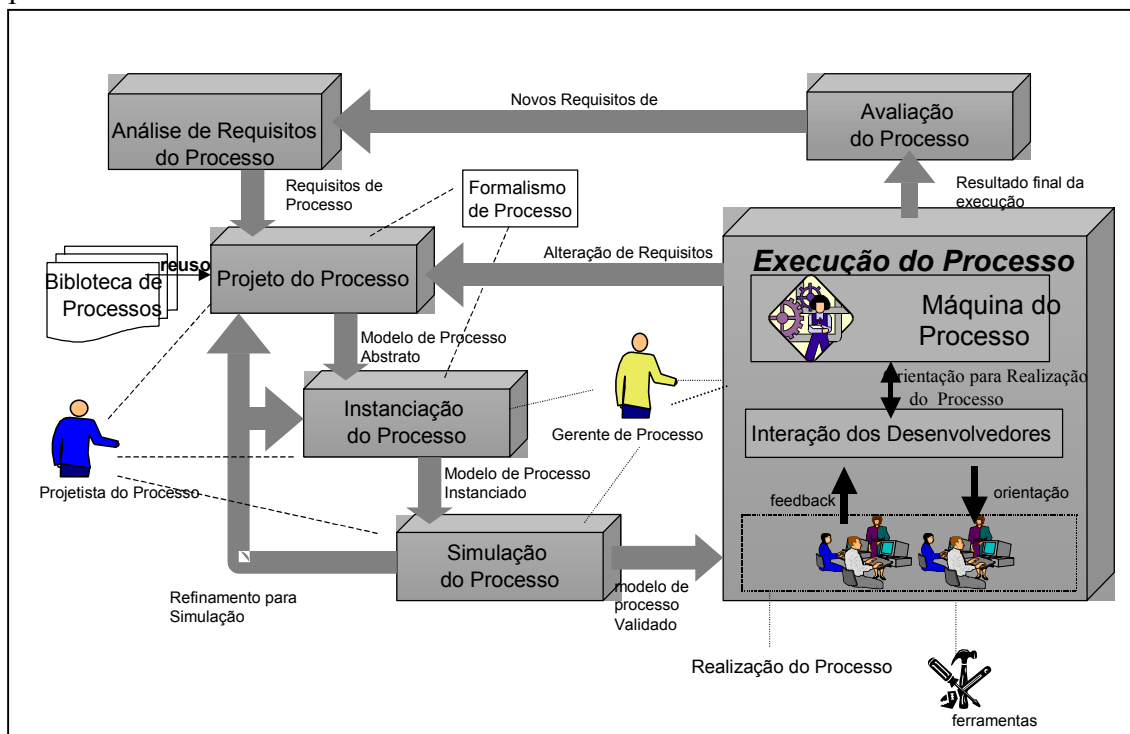 Análise de Requisitos
do Processo
Novos Requisitos de
Avaliação
do Processo
Requisitos de
Processo
Formalismo
de Processo
Resultado final da
execução
reuso
Bibloteca de
Processos
Projeto do Processo
Alteração de Requisitos
Execução do Processo
Máquina do
Processo
Modelo de Processo
Abstrato
Orientação para Realização
do Processo
Instanciação
do Processo
Gerente de Processo
Interação dos Desenvolvedores
Projetista do Processo
Modelo de Processo
Instanciado
feedback
orientação
Simulação
do Processo
Refinamento para
Simulação
modelo de
processo
Validado
Realização do Processo
ferramentas